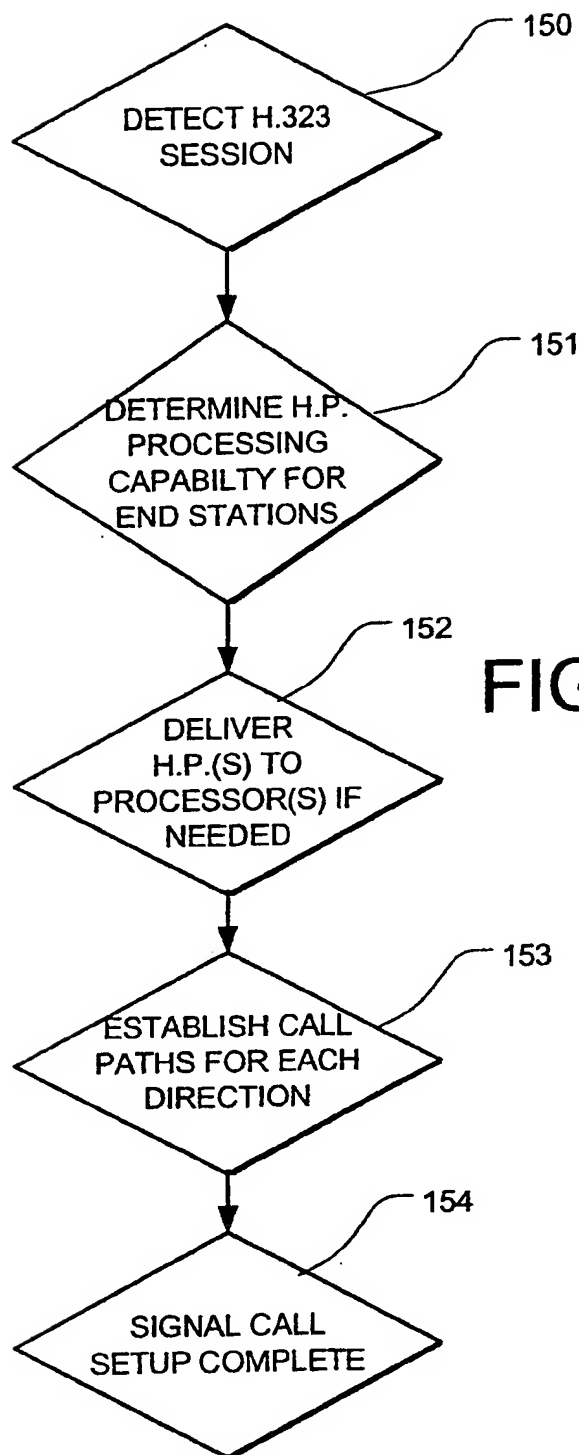 150
DETECT H.323
SESSION
151
DETERMINE H.P.
PROCESSING
CAPABILTY FOR
END STATIONS
152
DELIVER
H.P.(S) TO
PROCESSOR(S) IF
NEEDED
FIG
153
ESTABLISH CALL
PATHS FOR EACH
DIRECTION
154
SIGNAL CALL
SETUP COMPLETE